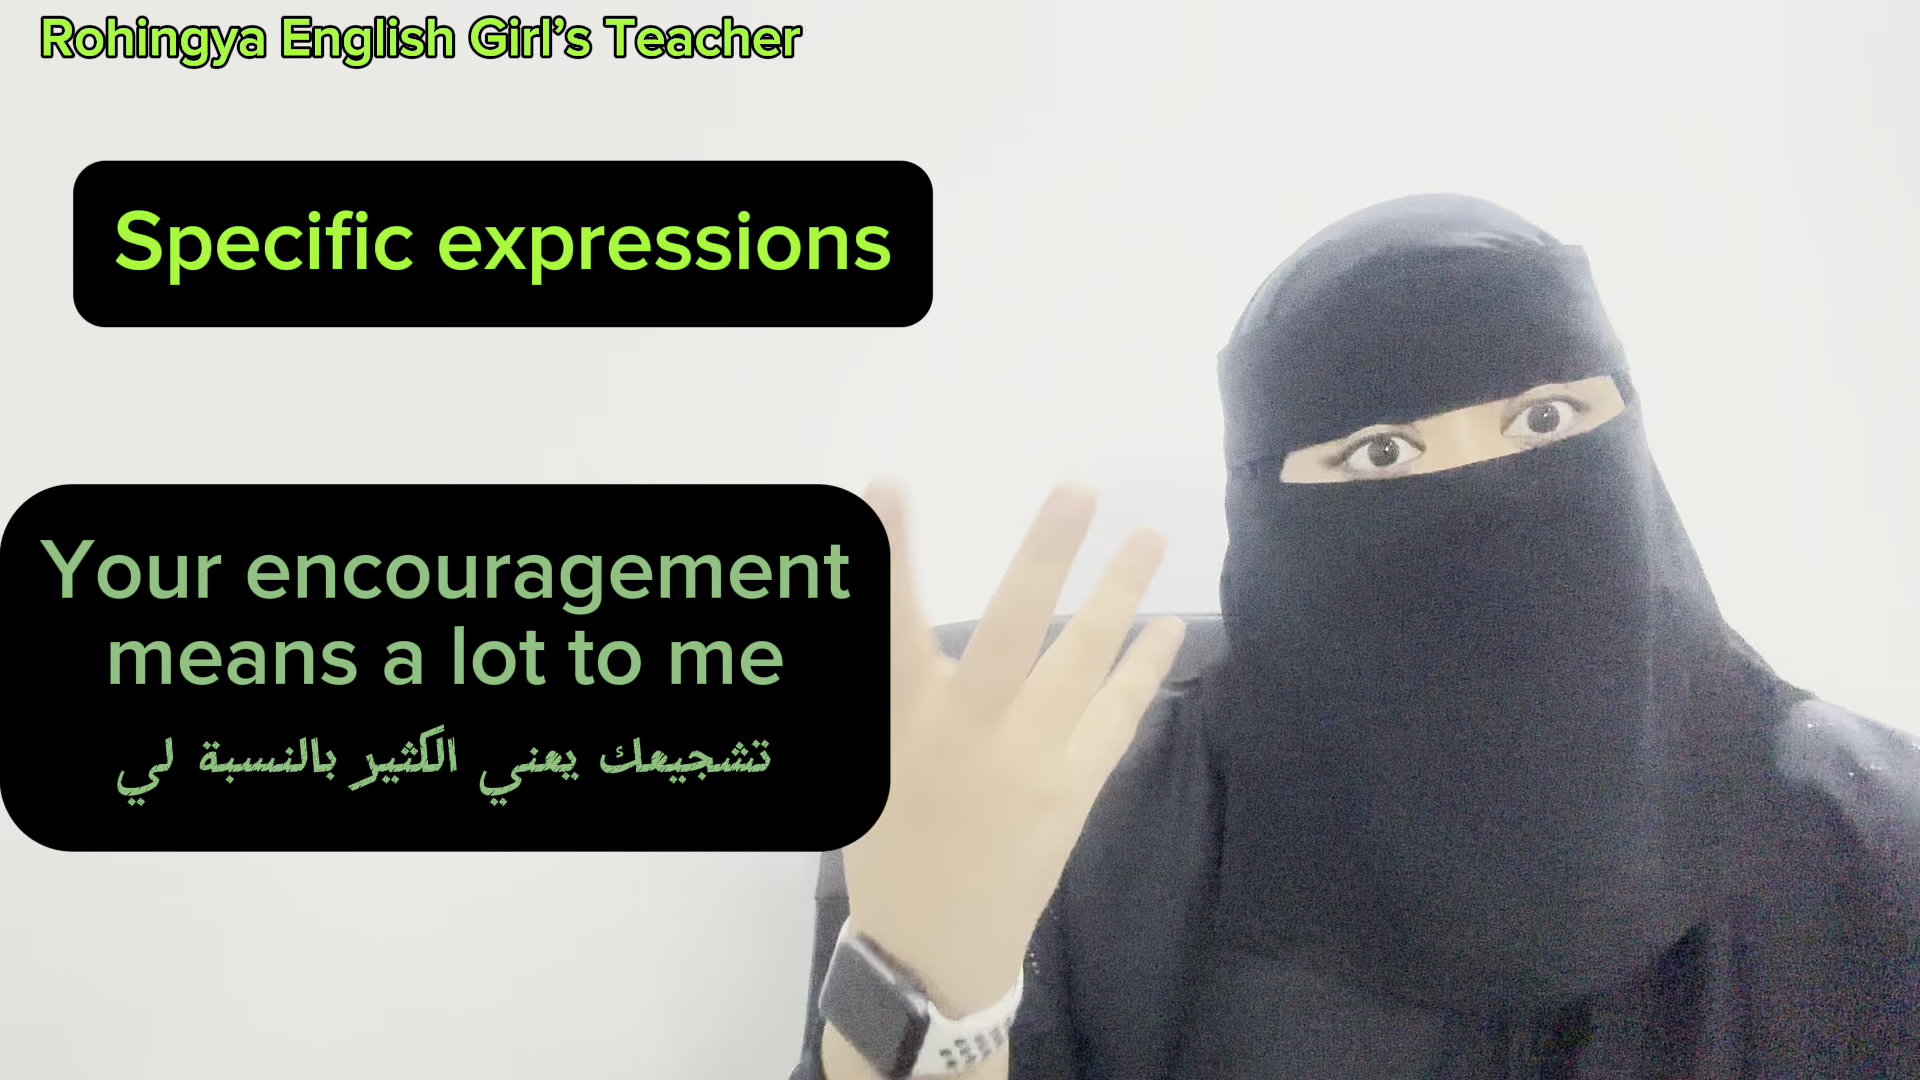 Rohingya English Girl's Teacher
Specific expressions
Your encouragement
means a lot to me
تشجيعك يعني الكثير بالنسبة لي